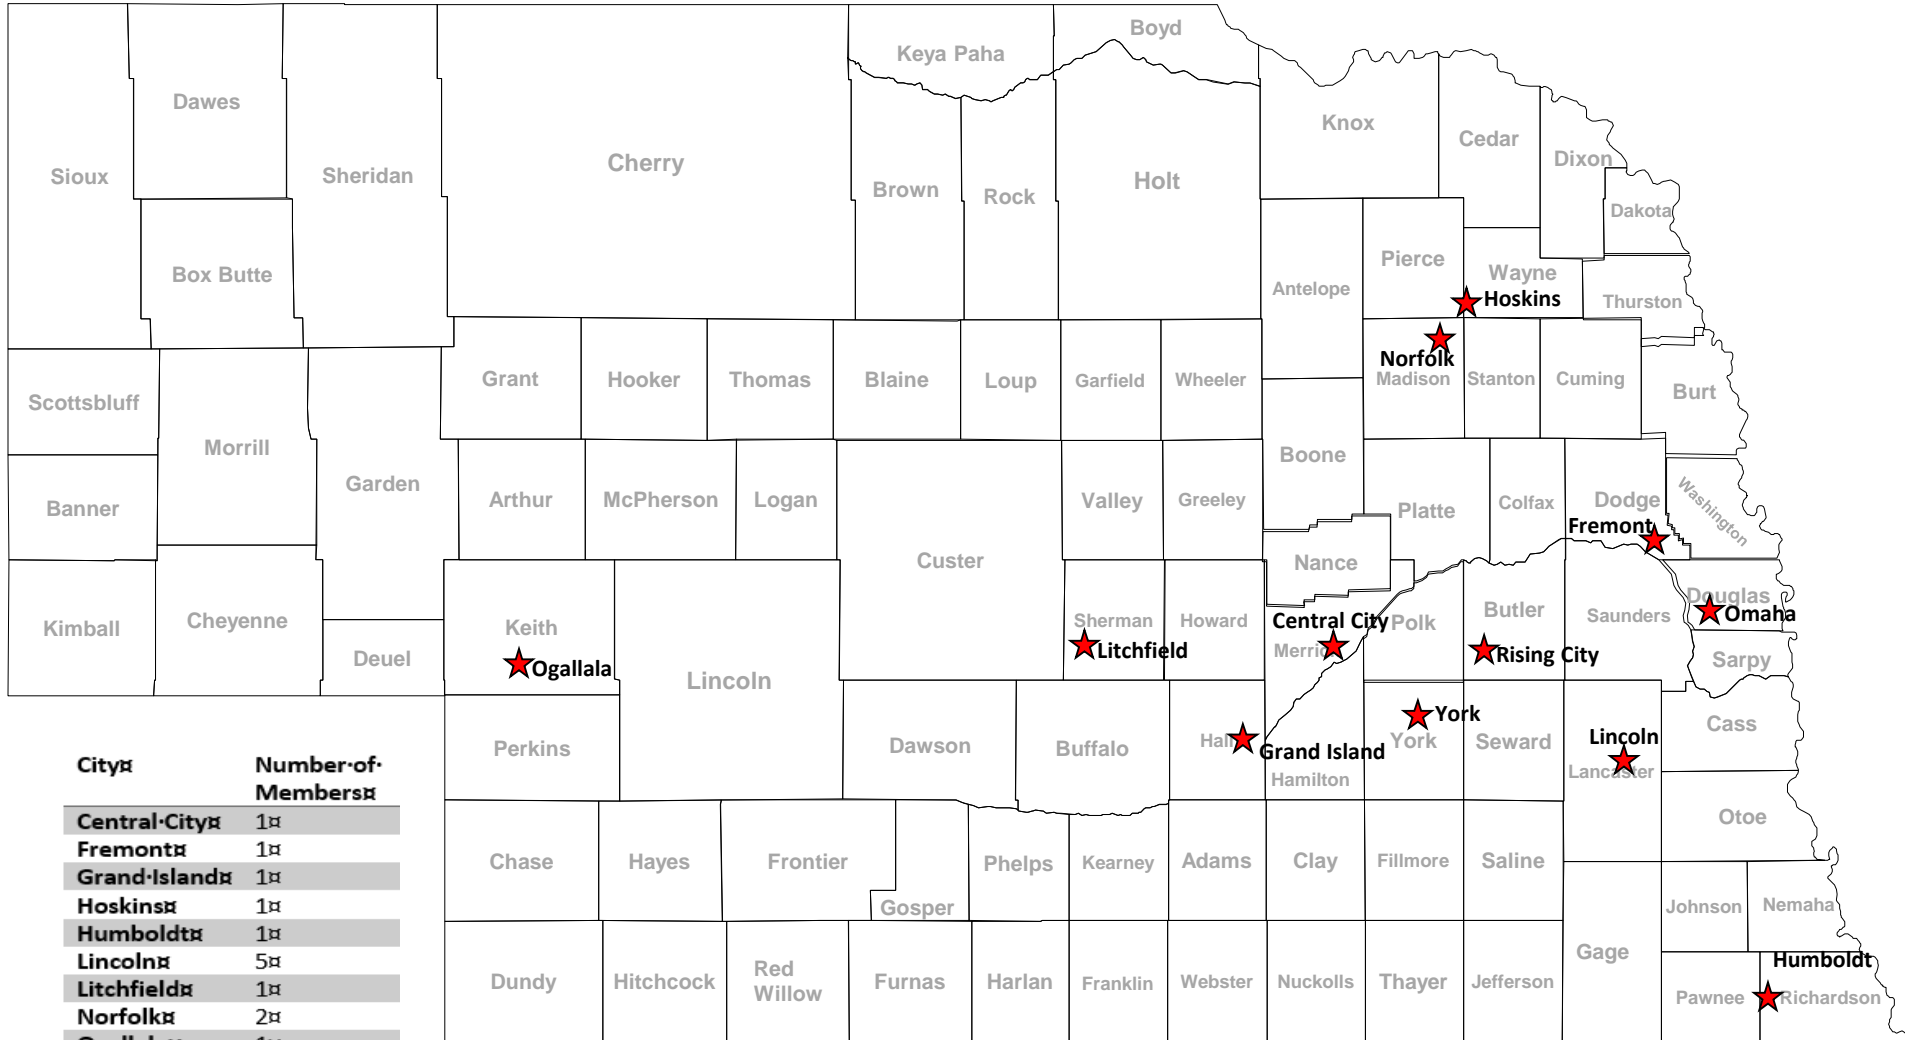 Boyd
Keya Paha
Dawes
Knox
Cedar
Dixon
Cherry
Sioux
Sheridan
Brown
Rock
Holt
Dakota
Box Butte
Pierce
Wayne
Antelope
Hoskins
Thurston
Norfolk
Grant
Hooker
Thomas
Blaine
Loup
Garfield
Wheeler
Madison
Stanton
Cuming
Burt
Scottsbluff
Morrill
Boone
Garden
Banner
Arthur
McPherson
Logan
Valley
Greeley
Platte
Colfax
Dodge
Washington
Fremont
Custer
Nance
Kimball
Cheyenne
Keith
Sherman
Howard
Central City
Polk
Butler
Saunders
Douglas
Omaha
Deuel
Ogallala
Litchfield
Merrick
Rising City
Sarpy
Lincoln
York
Cass
Perkins
Dawson
Buffalo
Hall
Grand Island
York
Seward
Lincoln
Hamilton
Lancaster
Otoe
Chase
Hayes
Frontier
Phelps
Kearney
Adams
Clay
Fillmore
Saline
Gosper
Johnson
Nemaha
Gage
Humboldt
Dundy
Hitchcock
Red
Willow
Furnas
Harlan
Franklin
Webster
Nuckolls
Thayer
Jefferson
Pawnee
Richardson
City¤ Number·of·
Members¤
Central·City¤ 1¤
Fremont¤ 1¤
Grand·Island¤ 1¤
Hoskins¤ 1¤
Humboldt¤ 1¤
Lincoln¤ 5¤
Litchfield¤ 1¤
Norfolk¤ 2¤